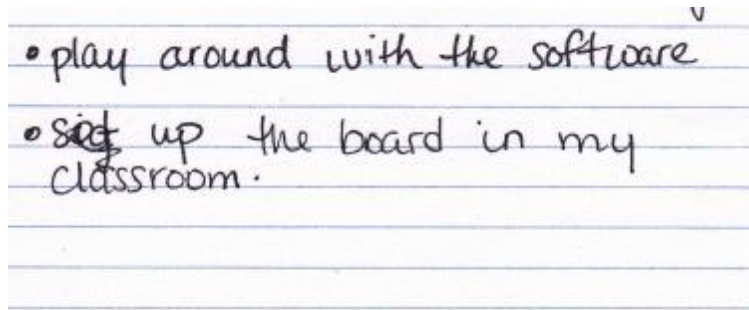 • play around with the software
• set up the board in my
classroom.